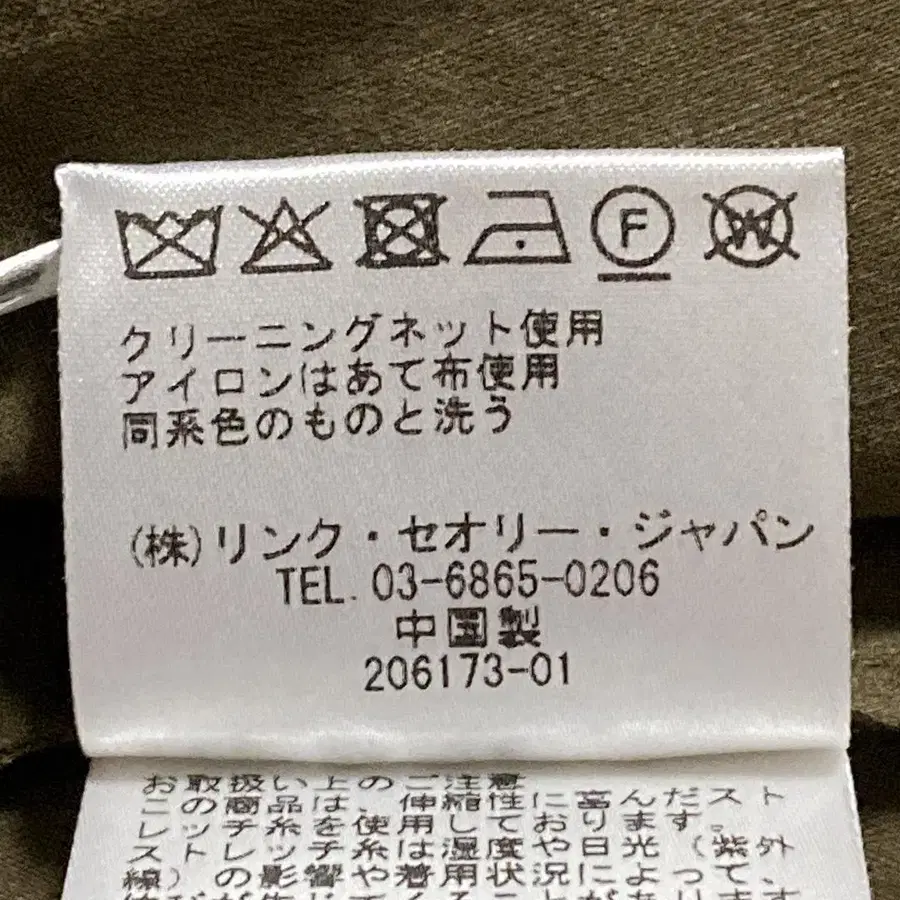 F W
クリーニングネット使用
アイロンはあて布使用
同系色のものと洗う
(株)リンク・セオリー・ジャパン
TEL. 03-6865-0206
中国製
206173-01
お取扱い上のご注意
この商品は、伸縮性に富んだスト
レッチ糸を使用しております。
ストレッチ糸は湿度や日光(紫外
線)の影響や着用状況によって、